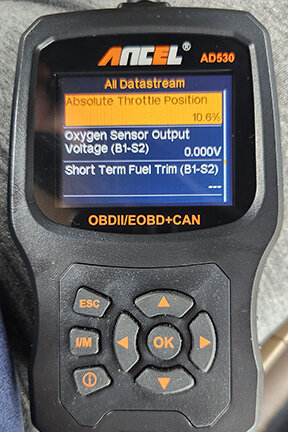 ANCEL
AD530
All Datastream
Absolute Throttle Position
10.6%
Oxygen Sensor Output
Voltage (B1-S2) 0.000V
Short Term Fuel Trim (B1-S2)
---
OBDII/EOBD+CAN
ESC
I/M
OK